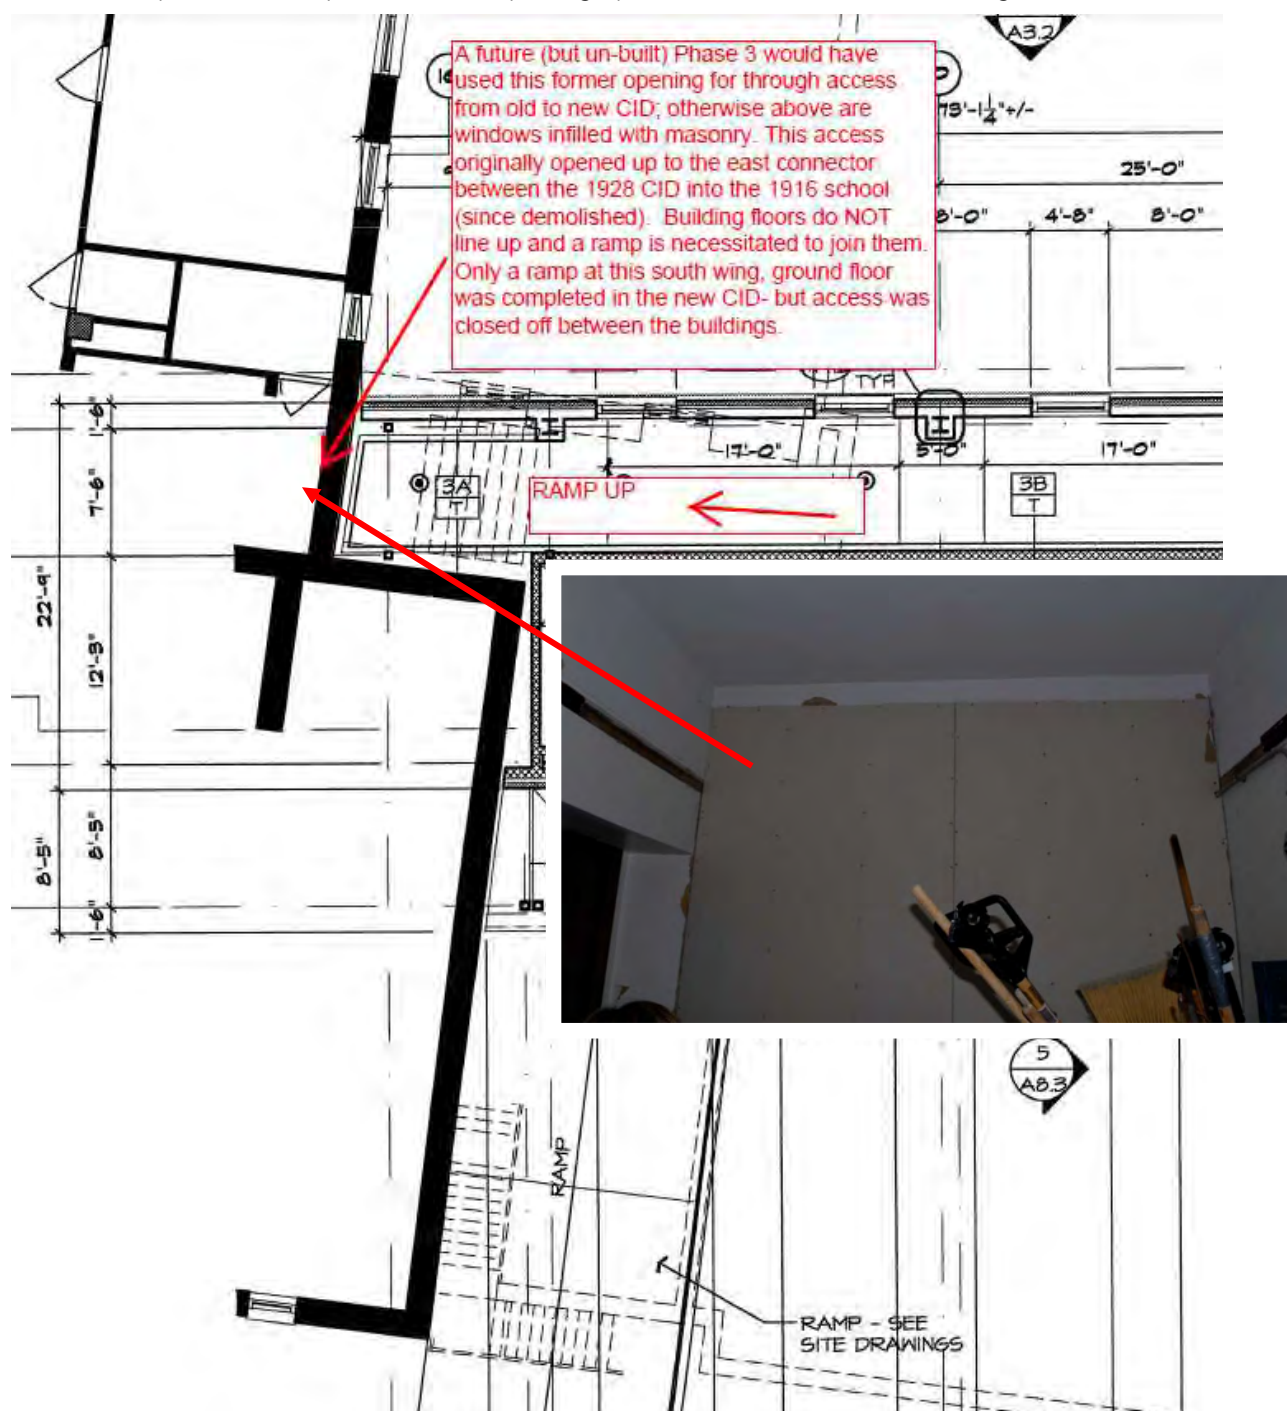 A3.2
A future (but un-built) Phase 3 would have
used this former opening for through access
from old to new CID; otherwise above are
windows infilled with masonry. This access
originally opened up to the east connector
between the 1928 CID into the 1916 school
(since demolished).  Building floors do NOT
line up and a ramp is necessitated to join them.
Only a ramp at this south wing, ground floor
was completed in the new CID- but access was
closed off between the buildings.
73'-1 1/4"+/-
25'-0"
8'-0"
4'-8"
8'-0"
TYP
1'-6"
7'-6"
22'-9"
12'-3"
8'-5"
8'-5"
1'-6"
17'-0"
5'-0"
17'-0"
3A
T
RAMP UP
3B
T
5
A8.3
RAMP
RAMP - SEE
SITE DRAWINGS